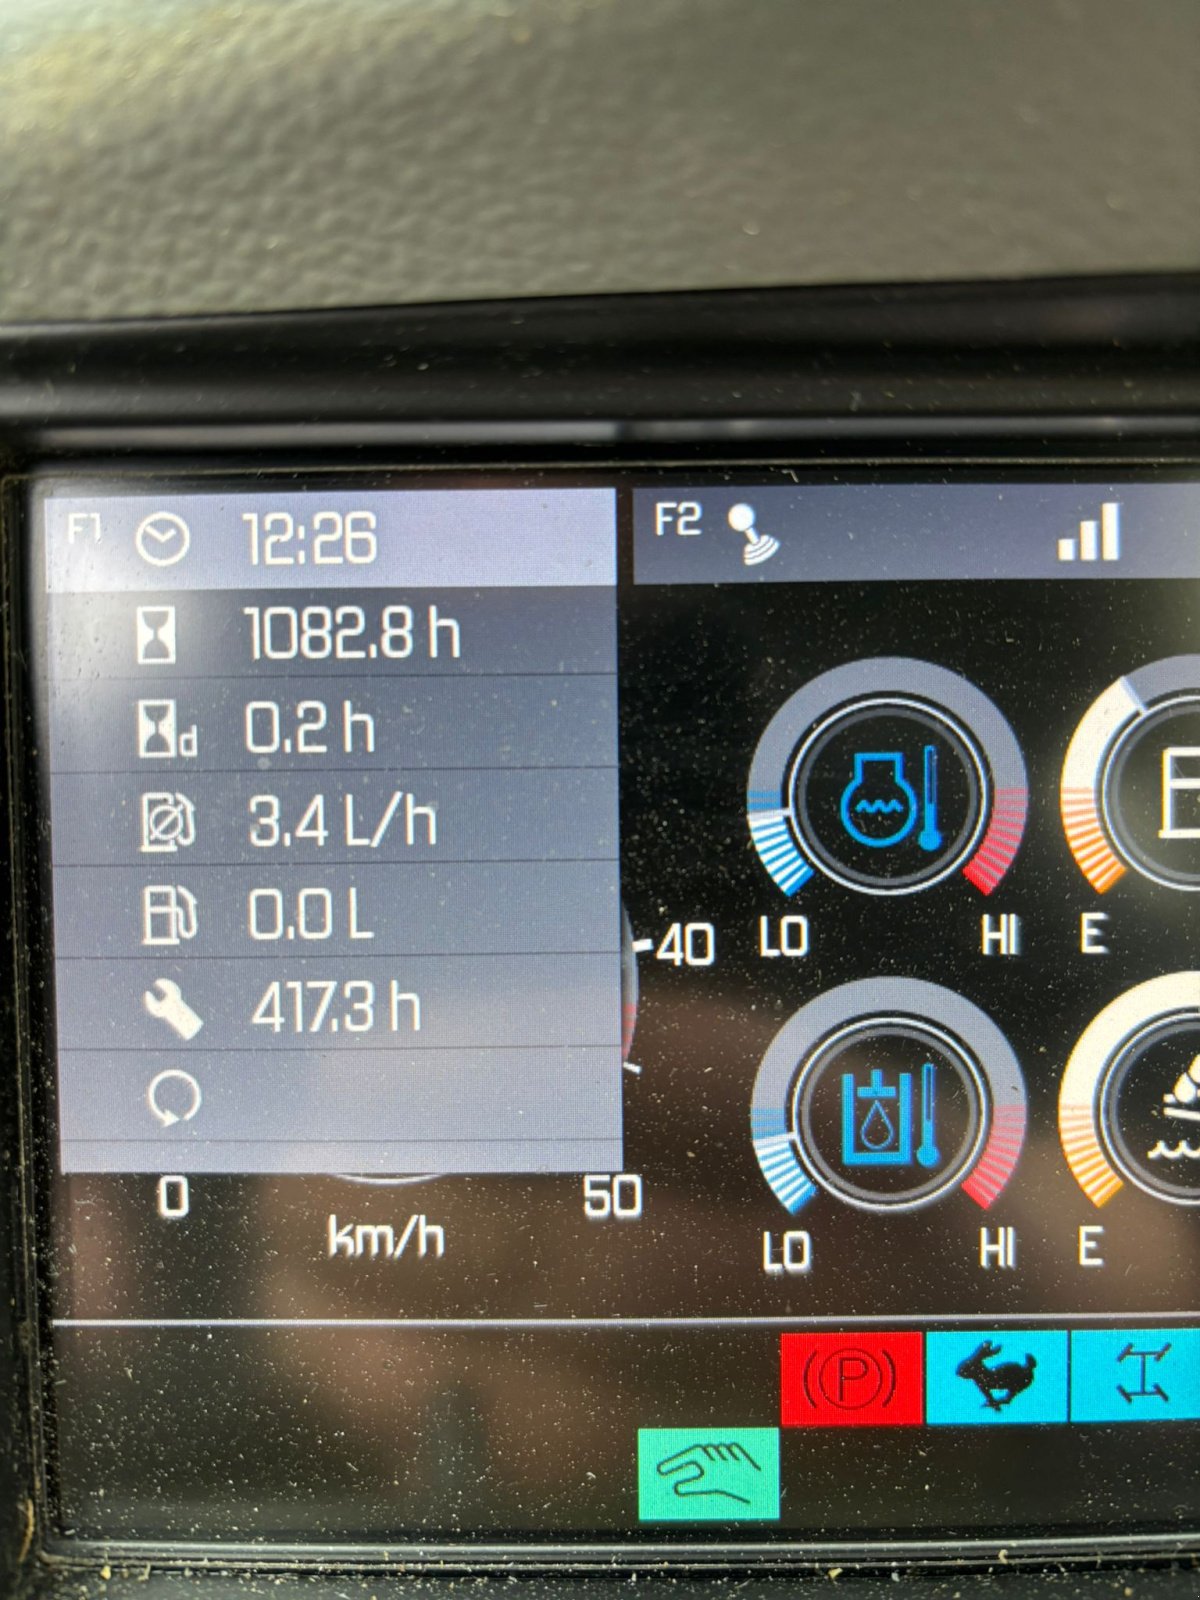 F1 12:26
F2
1082.8 h
0.2 h
d
3.4 L/h
0.0 L
417.3 h
40
LO HI E
0 50
km/h
LO HI E
(P)